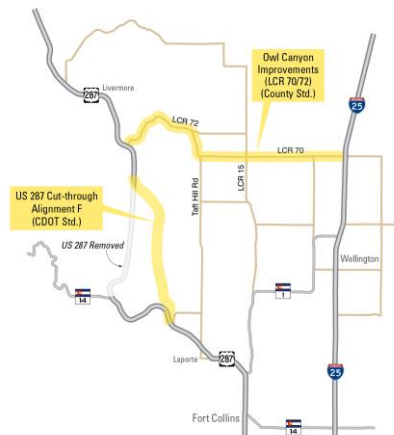 Owl Canyon
Improvements
(LCR 70/72)
(County Std.)
Livermore
287
25
LCR 72
LCR 70
Taft Hill Rd
LCR 15
US 287 Cut-through
Alignment F
(CDOT Std.)
US 287 Removed
Wellington
14
1
Laporte
287
25
Fort Collins
14